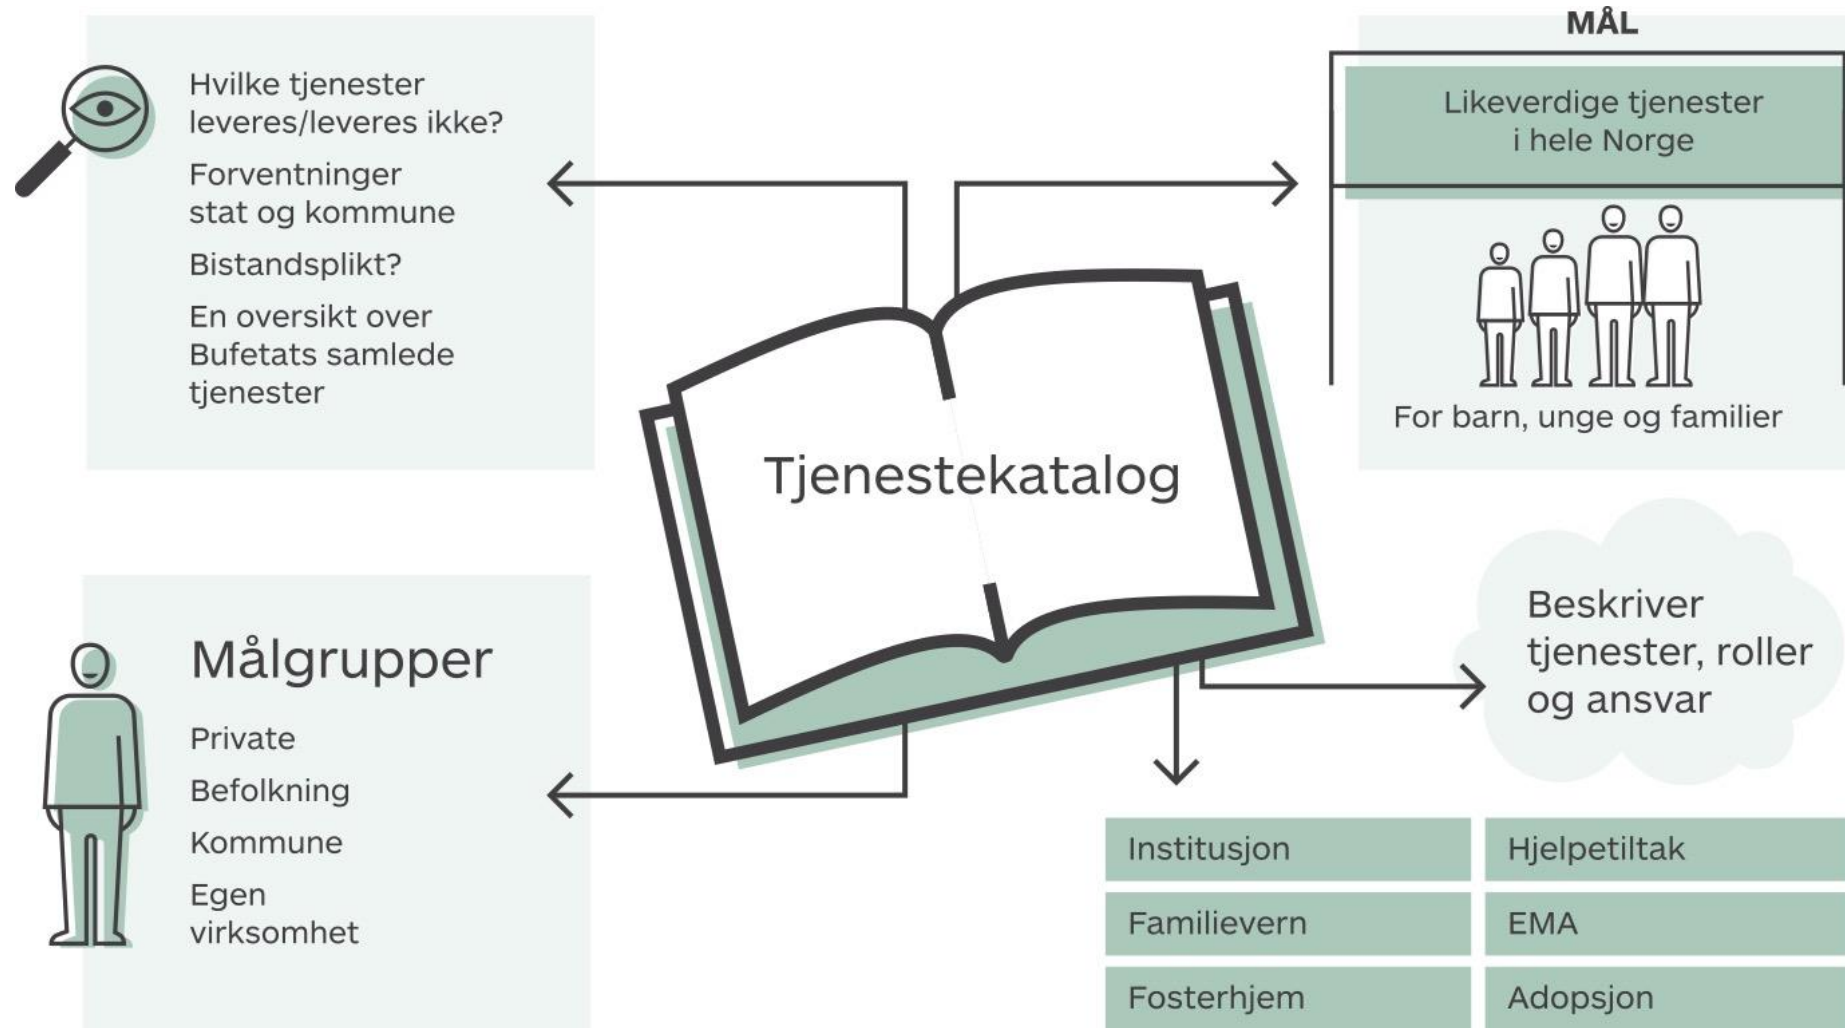 Hvilke tjenester
leveres/leveres ikke?
Forventninger
stat og kommune
Bistandsplikt?
En oversikt over
Bufetats samlede
tjenester
MÅL
Likeverdige tjenester
i hele Norge
For barn, unge og familier
Tjenestekatalog
Målgrupper
Private
Befolkning
Kommune
Egen
virksomhet
Beskriver
tjenester, roller
og ansvar
Institusjon
Hjelpetiltak
Familievern
EMA
Fosterhjem
Adopsjon